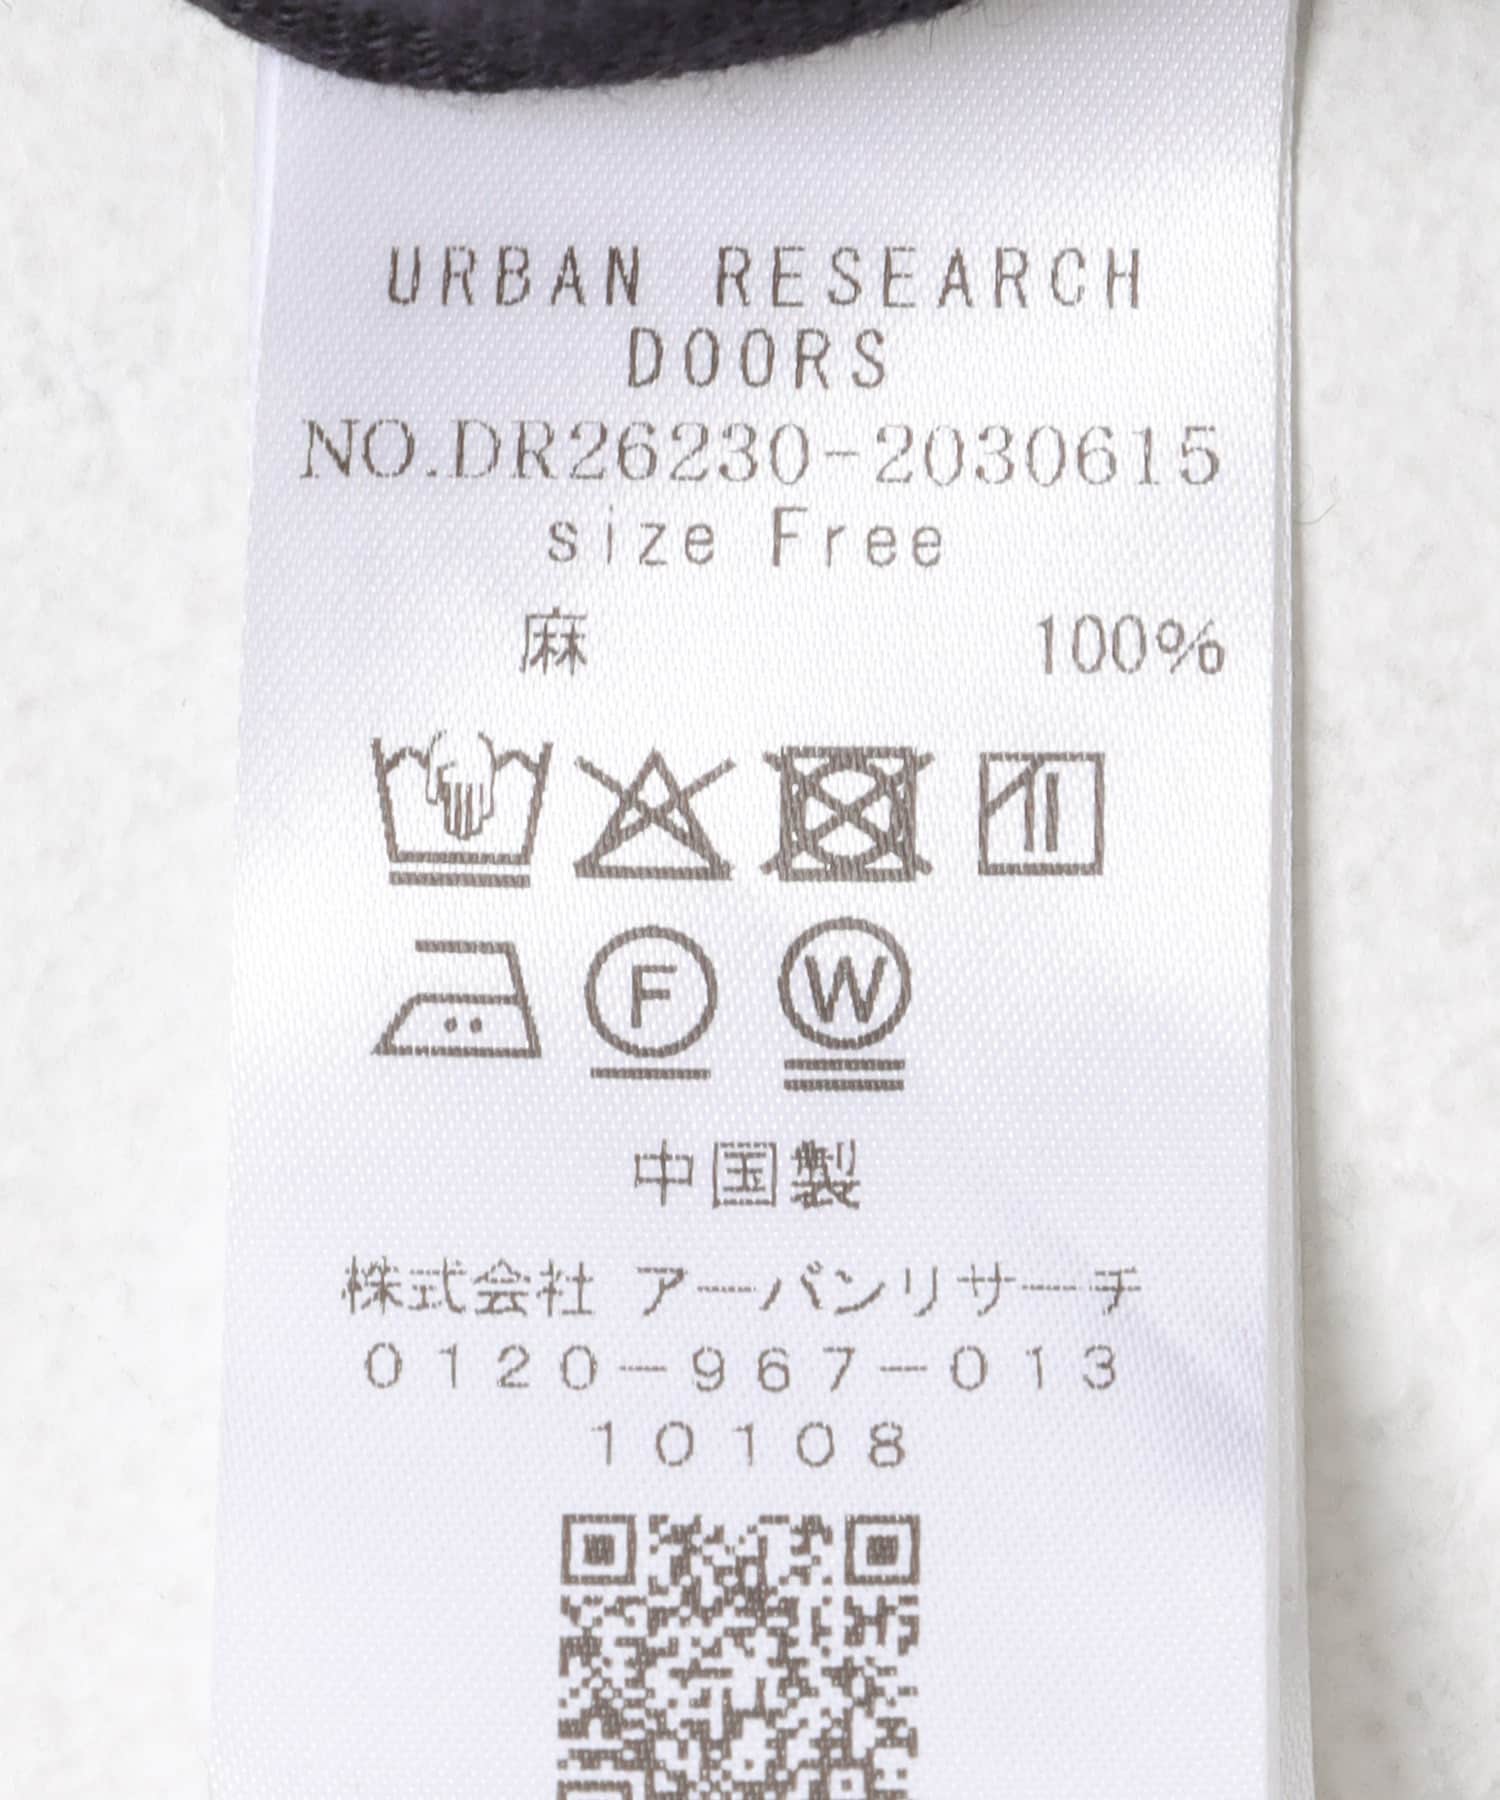 URBAN RESEARCH
DOORS
NO.DR26230-2030615
size Free
麻 100%
F W
中国製
株式会社 アーバンリサーチ
0120-967-013
10108